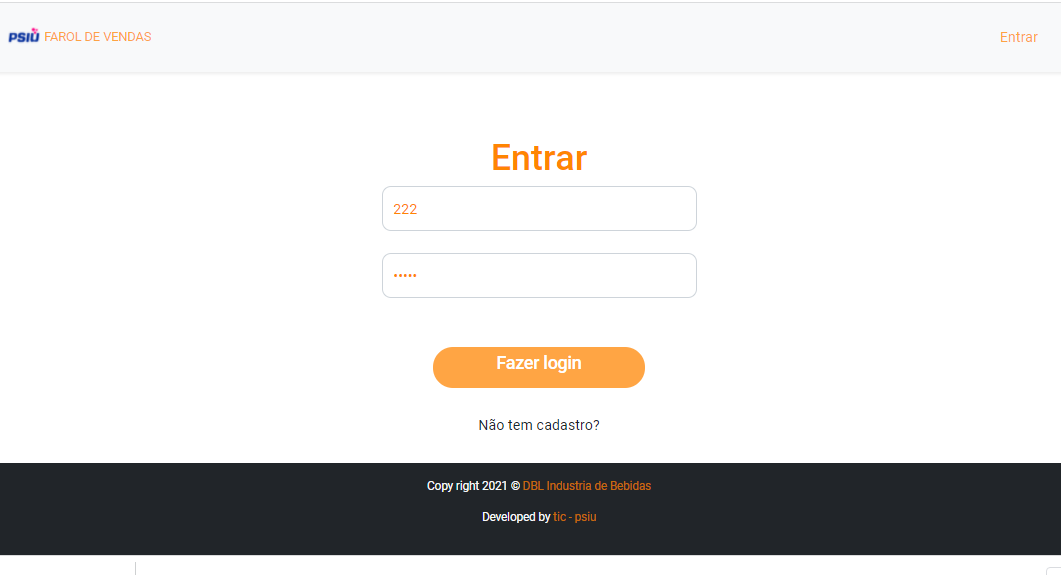 PSIÙ FAROL DE VENDAS
Entrar
Entrar
222
•••••
Fazer login
Não tem cadastro?
Copy right 2021 © DBL Industria de Bebidas
Developed by tic - psiu